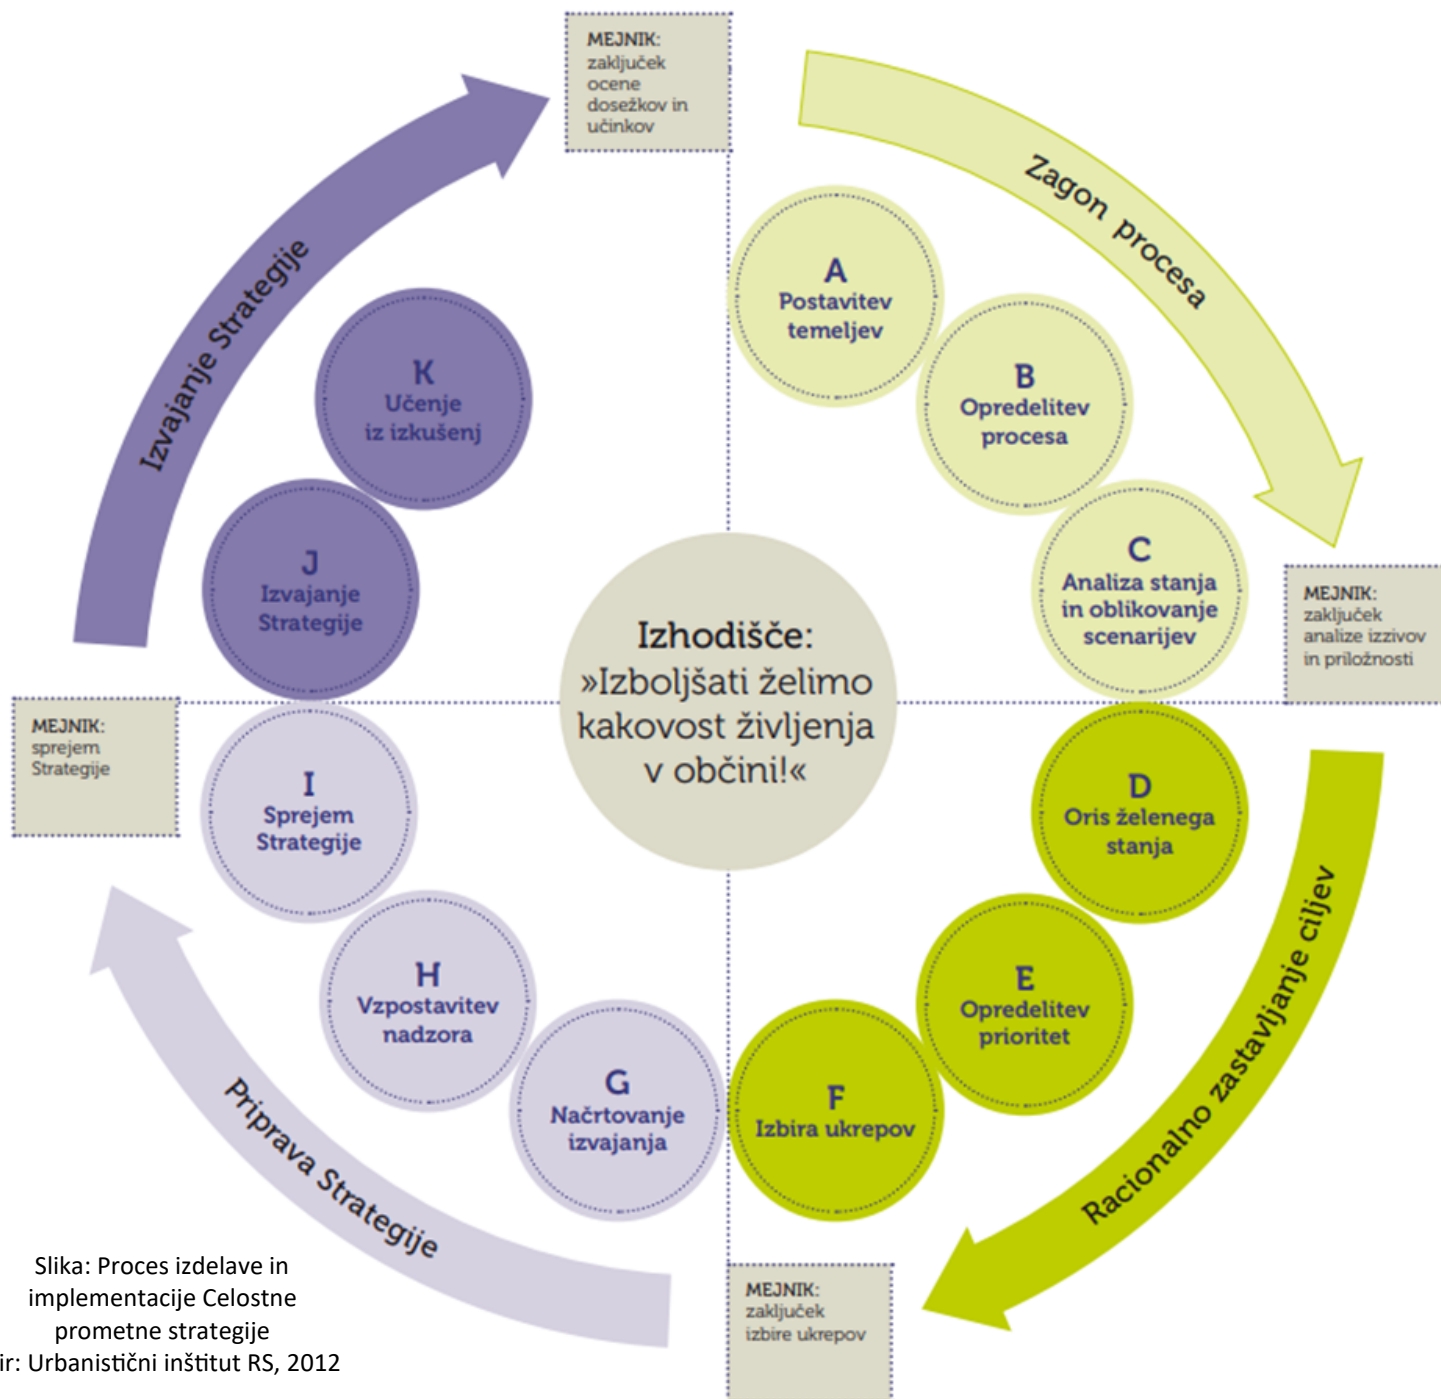 MEJNIK:
zaključek
ocene
dosežkov in
učinkov
Zagon procesa
A
Postavitev
temeljev
B
Opredelitev
procesa
C
Analiza stanja
in oblikovanje
scenarijev
MEJNIK:
zaključek
analize izzivov
in priložnosti
D
Oris želenega
stanja
E
Opredelitev
prioritet
F
Izbira ukrepov
Racionalno zastavljanje ciljev
MEJNIK:
zaključek
izbire ukrepov
G
Načrtovanje
izvajanja
H
Vzpostavitev
nadzora
I
Sprejem
Strategije
Priprava Strategije
MEJNIK:
sprejem
Strategije
J
Izvajanje
Strategije
K
Učenje
iz izkušenj
Izvajanje Strategije
Izhodišče:
»Izboljšati želimo
kakovost življenja
v občini!«
Slika: Proces izdelave in
implementacije Celostne
prometne strategije
ir: Urbanistični inštitut RS, 2012